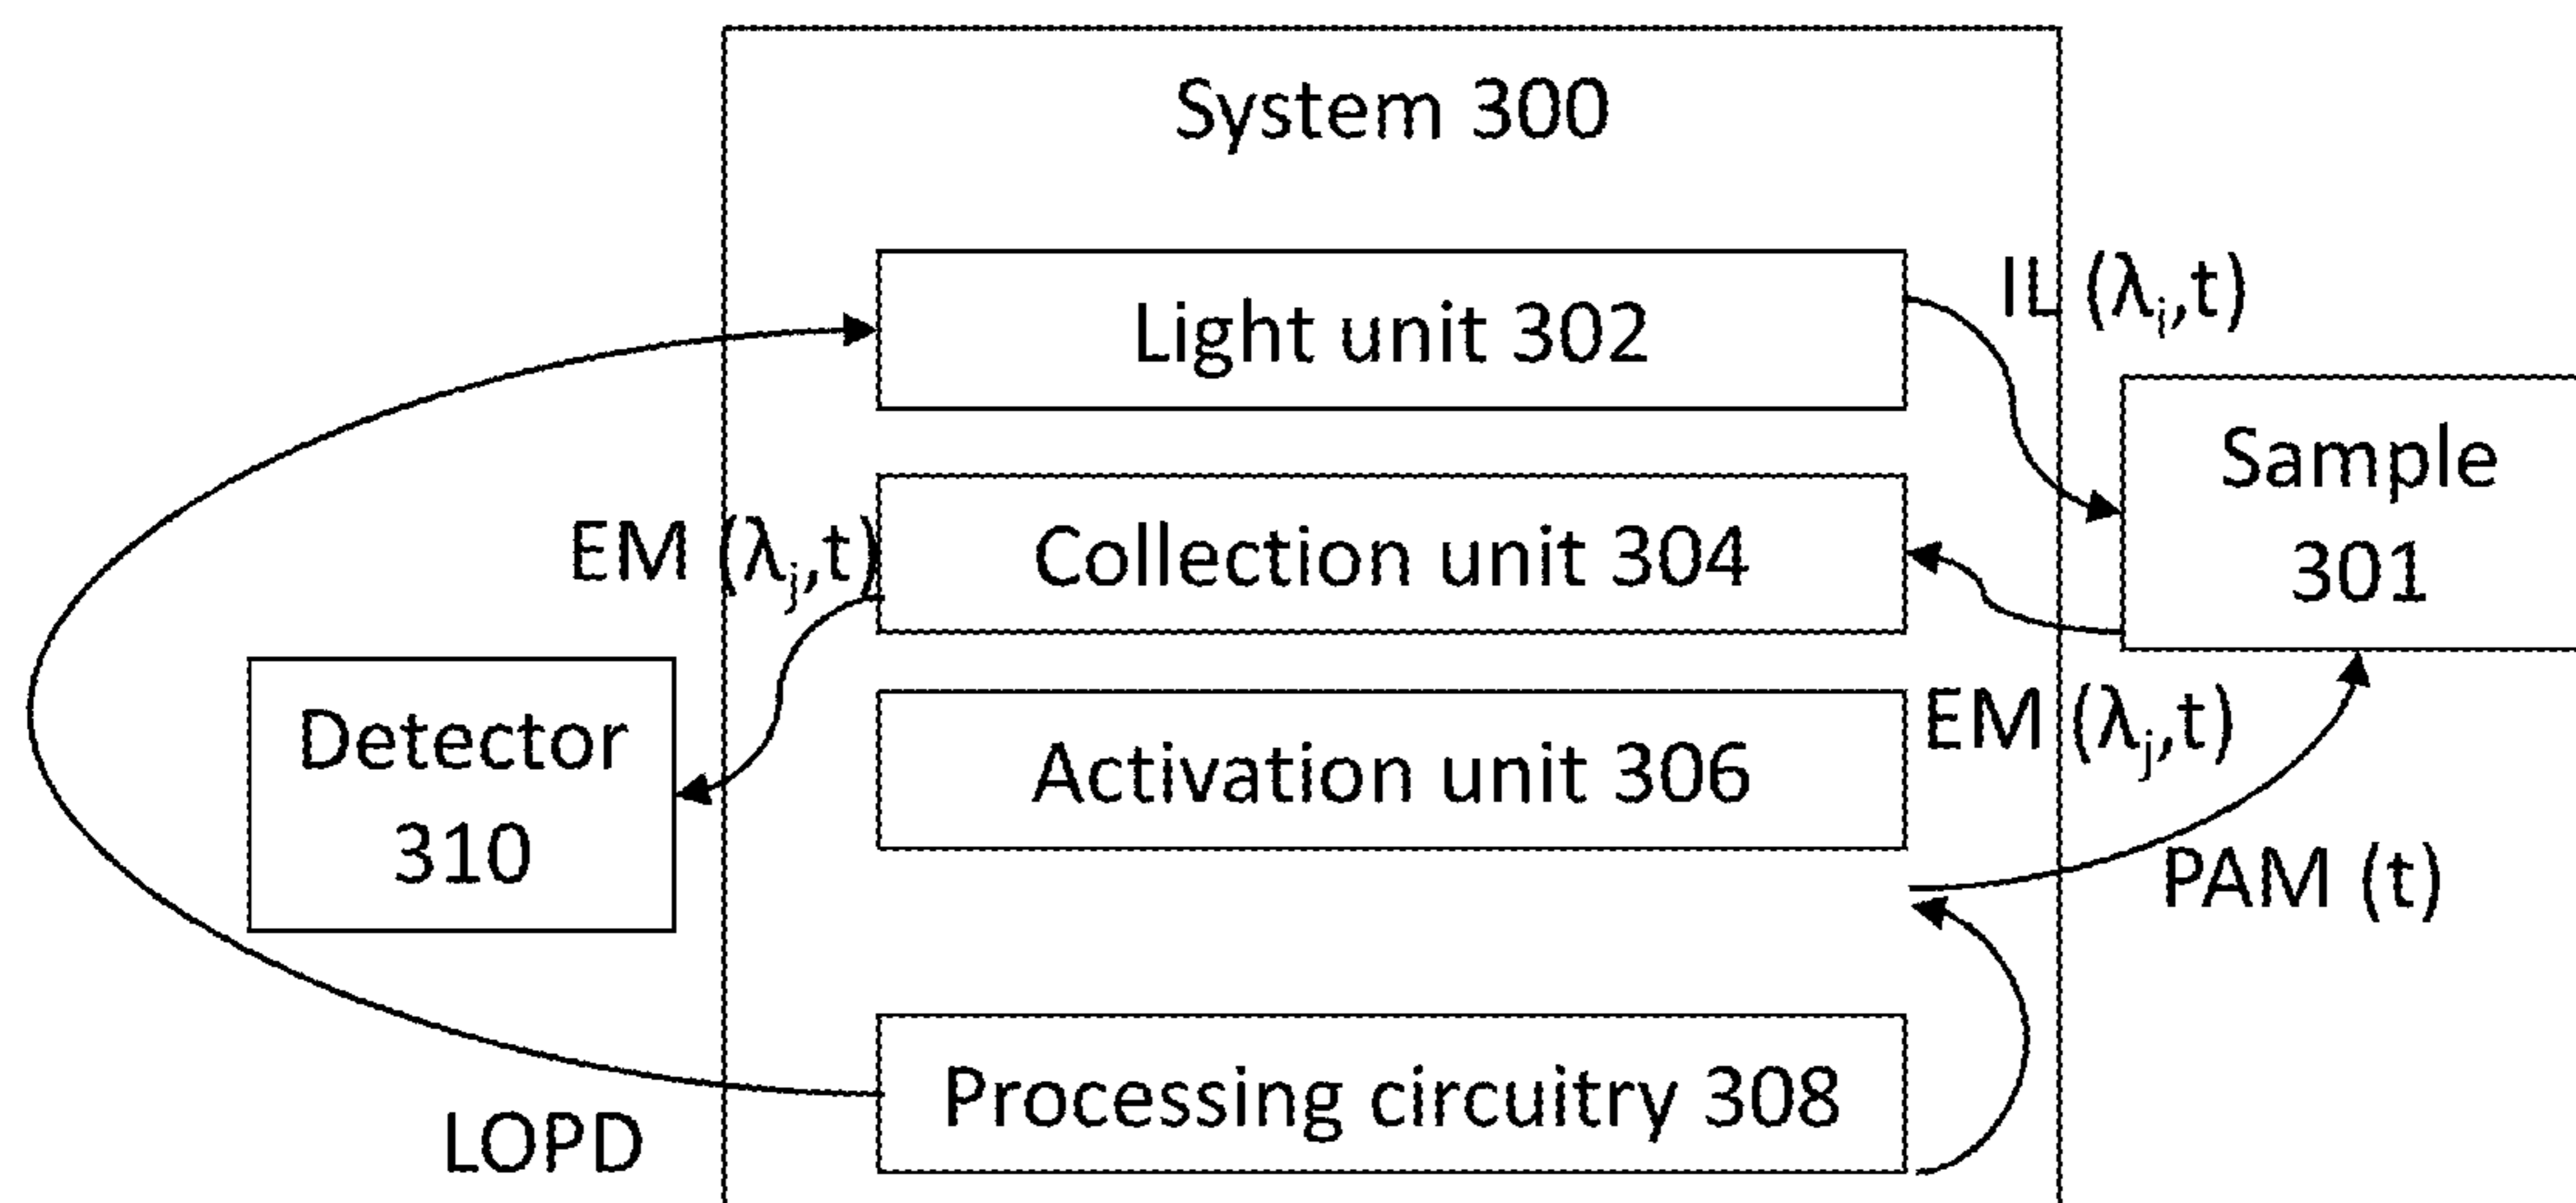 System 300
Light unit 302
IL (λi,t)
Sample
301
EM (λj,t)
Collection unit 304
Detector
310
Activation unit 306
EM (λj,t)
PAM (t)
Processing circuitry 308
LOPD